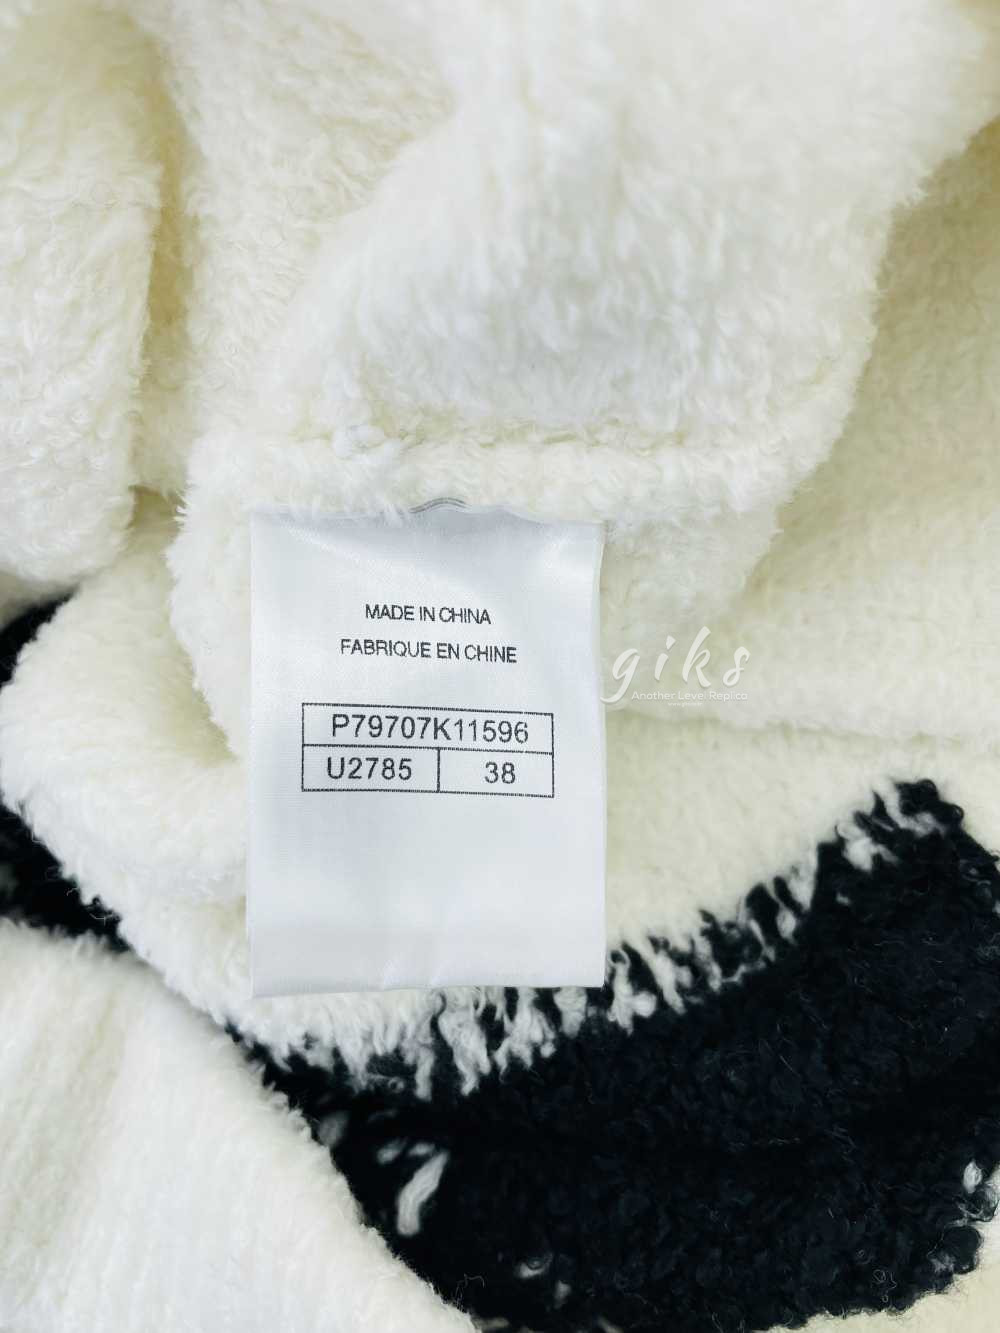 MADE IN CHINA
FABRIQUE EN CHINE
P79707K11596
U2785 38
giks
Another Level Replica